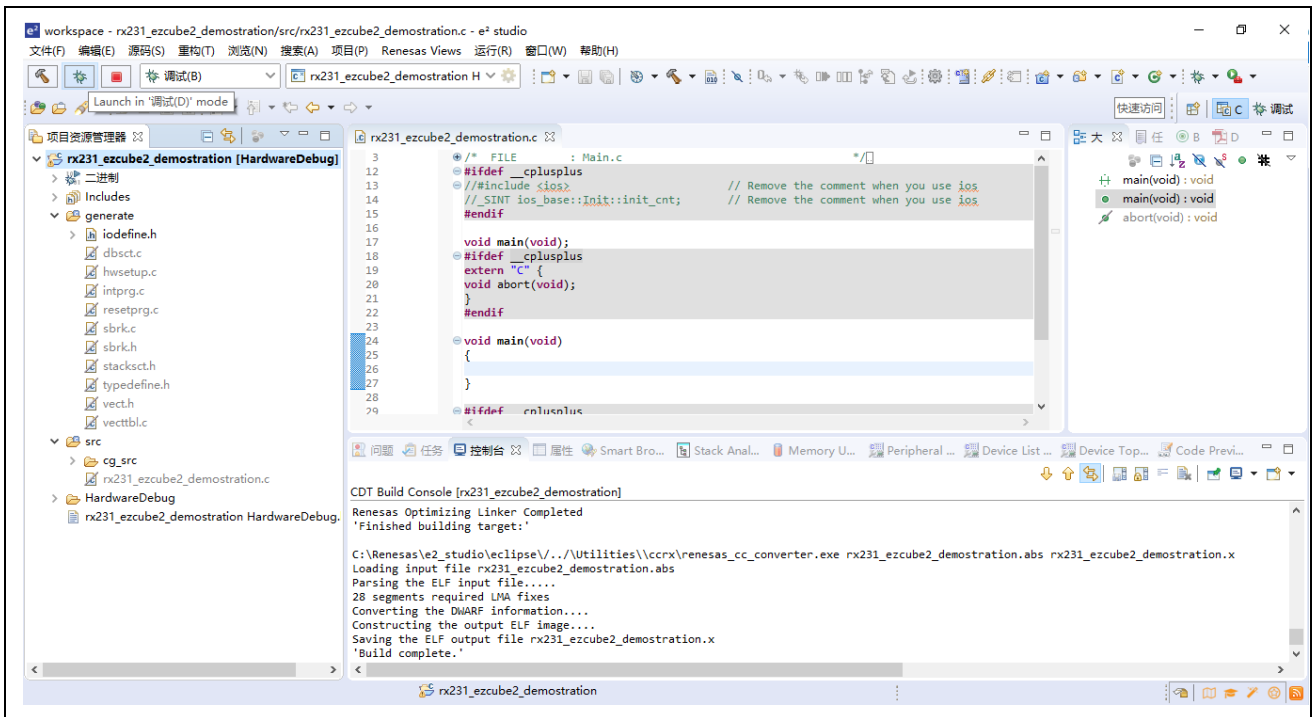 workspace - rx231_ezcube2_demostration/src/rx231_ezcube2_demostration.c - e² studio
文件(F) 编辑(E) 源码(S) 重构(T) 浏览(N) 搜索(A) 项目(P) Renesas Views 运行(R) 窗口(W) 帮助(H)
调试(B)
rx231_ezcube2_demostration H
Launch in '调试(D)' mode
快速访问
C
调试
项目资源管理器
rx231_ezcube2_demostration [HardwareDebug]
二进制
Includes
generate
iodefine.h
dbsct.c
hwsetup.c
intprg.c
resetprg.c
sbrk.c
sbrk.h
stacksct.h
typedefine.h
vect.h
vecttbl.c
src
cg_src
rx231_ezcube2_demostration.c
HardwareDebug
rx231_ezcube2_demostration HardwareDebug.
rx231_ezcube2_demostration.c
3 /* FILE : Main.c */
12 #ifdef __cplusplus
13 //#include <ios> // Remove the comment when you use ios
14 //_SINT ios_base::Init::init_cnt; // Remove the comment when you use ios
15 #endif
16
17 void main(void);
18 #ifdef __cplusplus
19 extern "C" {
20 void abort(void);
21 }
22 #endif
23
24 void main(void)
25 {
26
27 }
28
29 #ifdef __cplusplus
大 任 B D
main(void) : void
main(void) : void
abort(void) : void
问题 任务 控制台 属性 Smart Bro... Stack Anal... Memory U... Peripheral ... Device List ... Device Top... Code Previ...
CDT Build Console [rx231_ezcube2_demostration]
Renesas Optimizing Linker Completed
'Finished building target:'
C:\Renesas\e2_studio\eclipse\/../\Utilities\\ccrx\renesas_cc_converter.exe rx231_ezcube2_demostration.abs rx231_ezcube2_demostration.x
Loading input file rx231_ezcube2_demostration.abs
Parsing the ELF input file.....
28 segments required LMA fixes
Converting the DWARF information....
Constructing the output ELF image....
Saving the ELF output file rx231_ezcube2_demostration.x
'Build complete.'
rx231_ezcube2_demostration